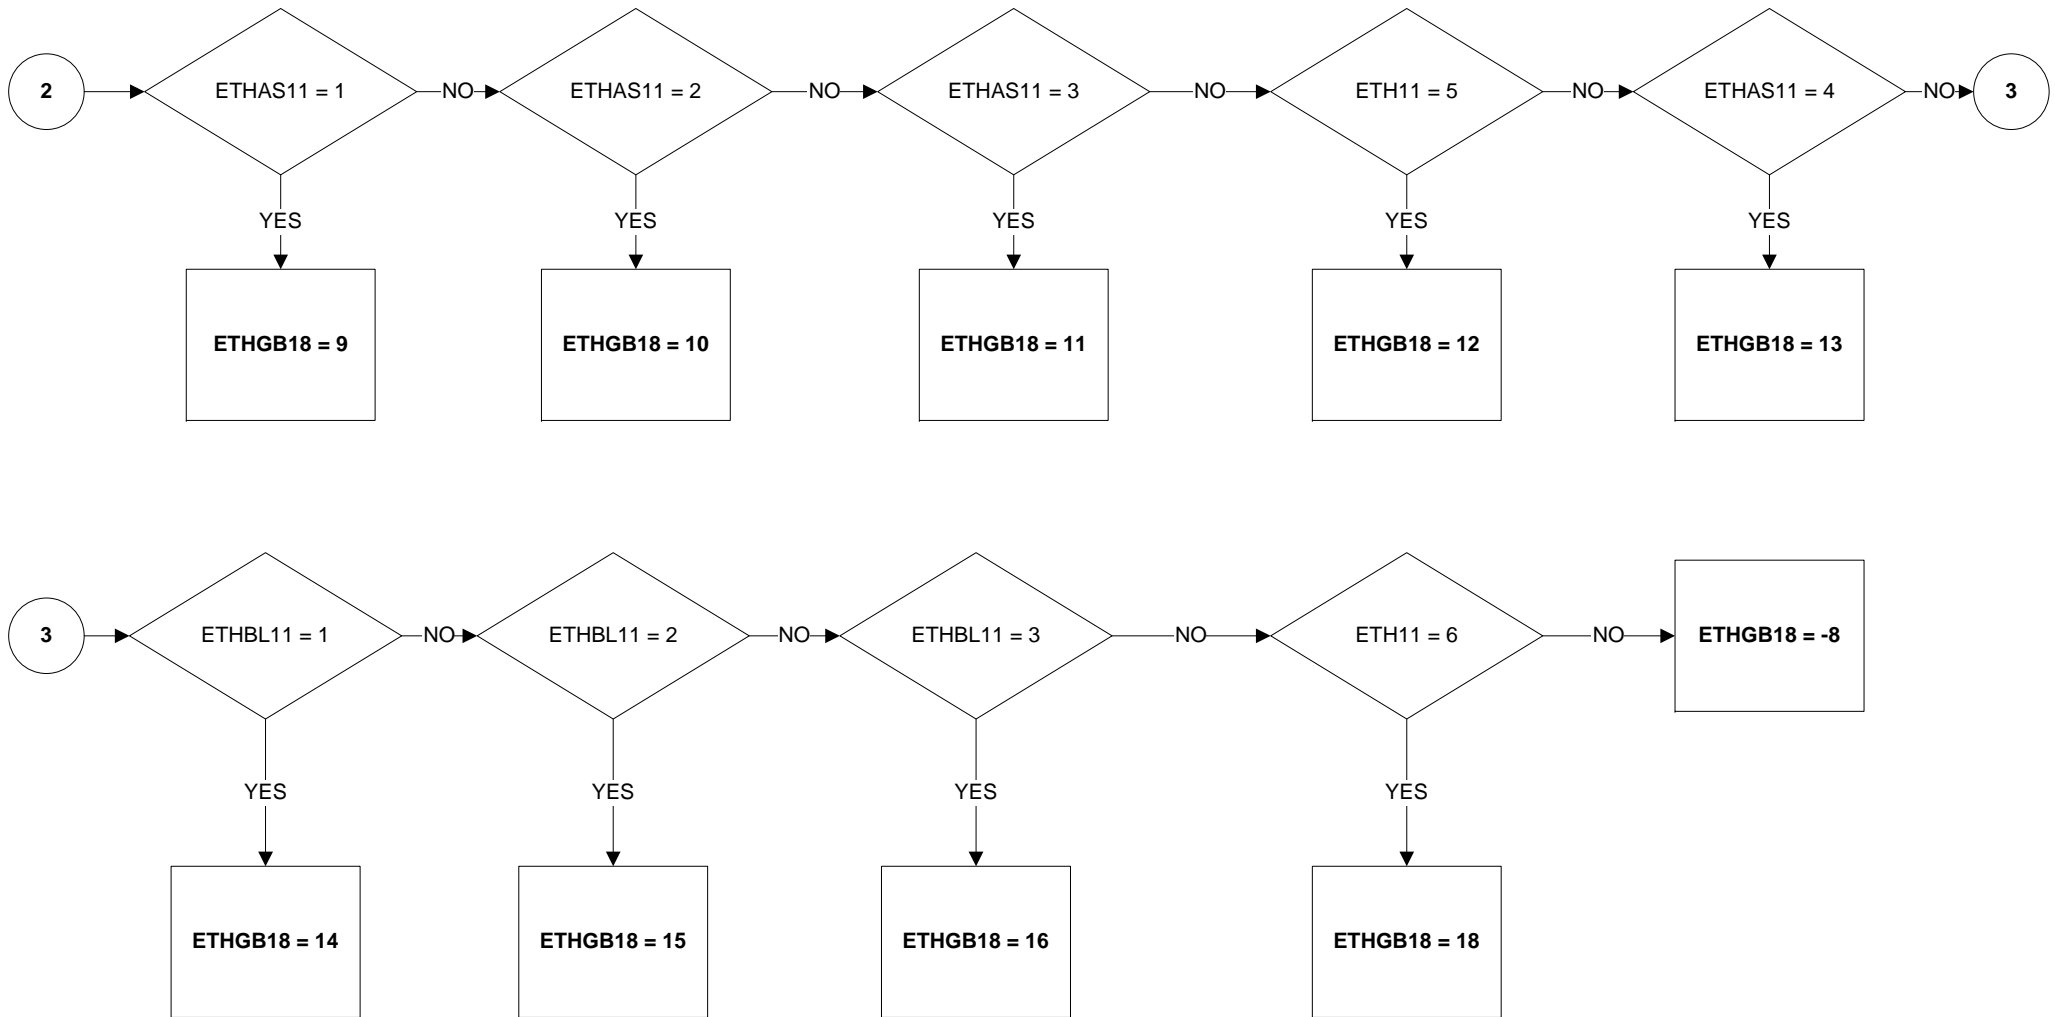 2
ETHAS11 = 1
NO
ETHAS11 = 2
NO
ETHAS11 = 3
NO
ETH11 = 5
NO
ETHAS11 = 4
NO
3
YES
YES
YES
YES
YES
ETHGB18 = 9
ETHGB18 = 10
ETHGB18 = 11
ETHGB18 = 12
ETHGB18 = 13
3
ETHBL11 = 1
NO
ETHBL11 = 2
NO
ETHBL11 = 3
NO
ETH11 = 6
NO
ETHGB18 = -8
YES
YES
YES
YES
ETHGB18 = 14
ETHGB18 = 15
ETHGB18 = 16
ETHGB18 = 18